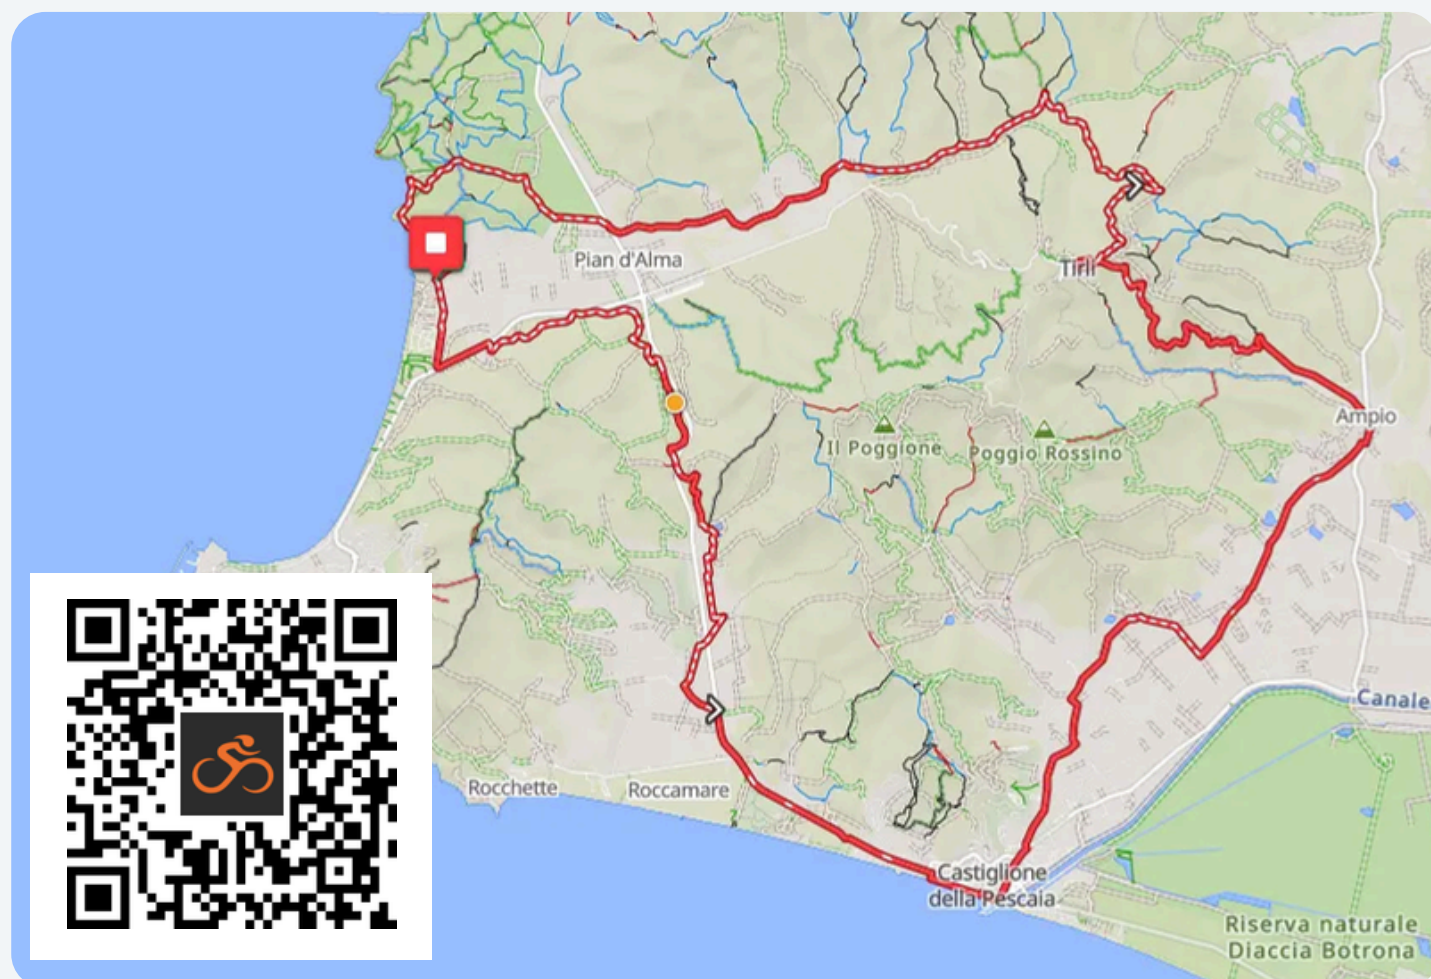 Pian d'Alma
Tirli
Ampio
Il Poggione
Poggio Rossino
Canale
Rocchette
Roccamare
Castiglione
della Pescaia
Riserva naturale
Diaccia Botrona